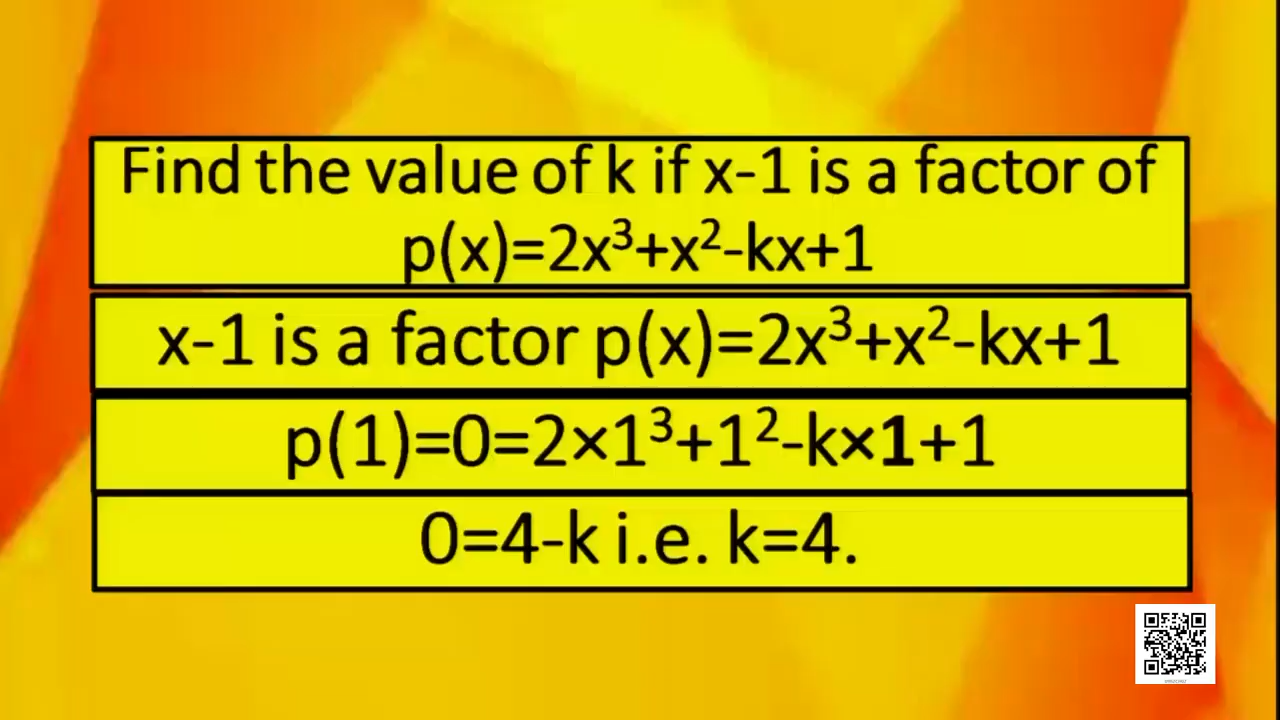 Find the value of k if x-1 is a factor of
p(x)=2x³+x²-kx+1
x-1 is a factor p(x)=2x³+x²-kx+1
p(1)=0=2×1³+1²-k×1+1
0=4-k i.e. k=4.